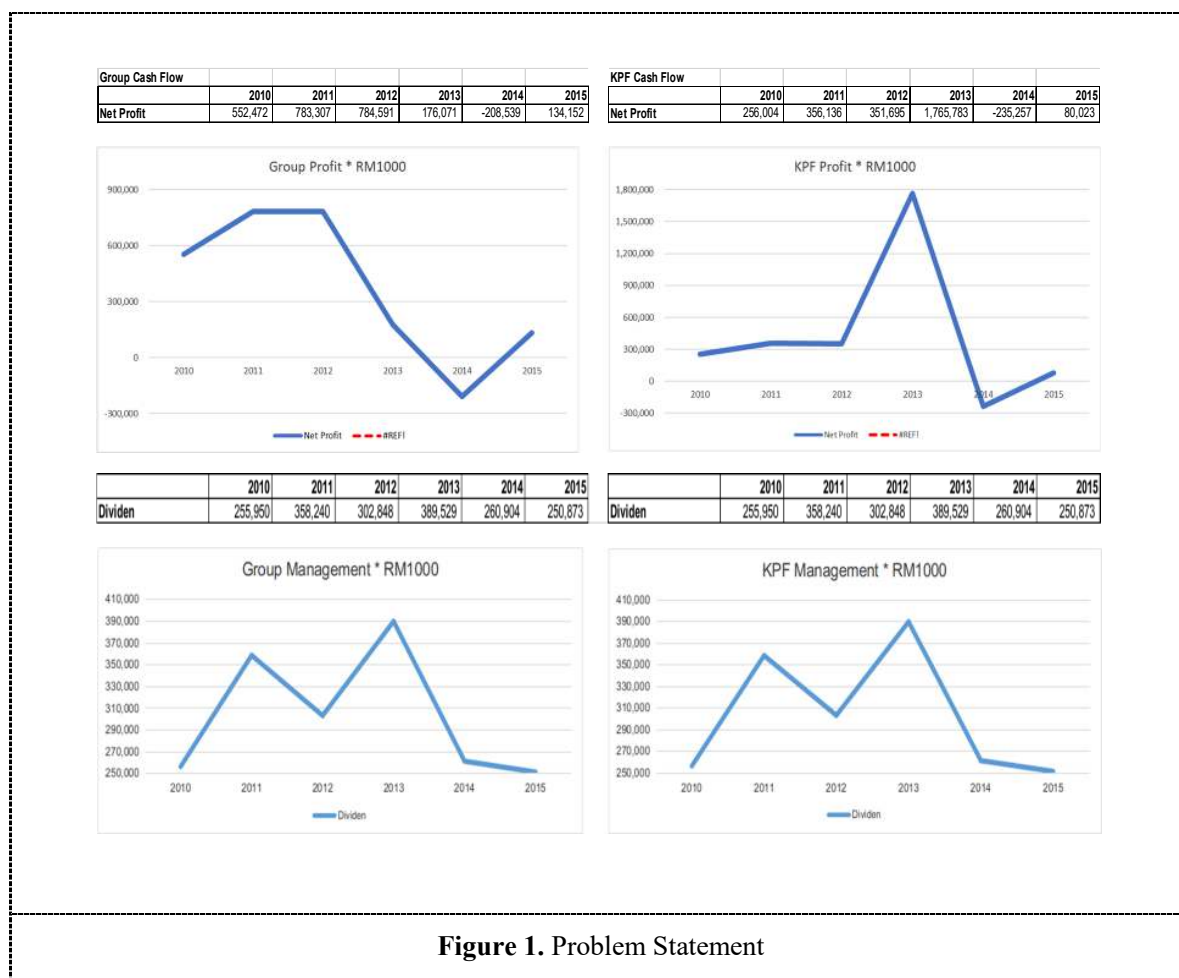 Group Cash Flow
2010 2011 2012 2013 2014 2015
Net Profit 552,472 783,307 784,591 176,071 -208,539 134,152
Group Profit * RM1000
900,000
600,000
300,000
0
-300,000
2010 2011 2012 2013 2014 2015
Net Profit #REF!
KPF Cash Flow
2010 2011 2012 2013 2014 2015
Net Profit 256,004 356,136 351,695 1,765,783 -235,257 80,023
KPF Profit * RM1000
1,800,000
1,500,000
1,200,000
900,000
600,000
300,000
0
-300,000
2010 2011 2012 2013 2014 2015
Net Profit #REF!
2010 2011 2012 2013 2014 2015
Dividen 255,950 358,240 302,848 389,529 260,904 250,873
Group Management * RM1000
410,000
390,000
370,000
350,000
330,000
310,000
290,000
270,000
250,000
2010 2011 2012 2013 2014 2015
Dividen
2010 2011 2012 2013 2014 2015
Dividen 255,950 358,240 302,848 389,529 260,904 250,873
KPF Management * RM1000
410,000
390,000
370,000
350,000
330,000
310,000
290,000
270,000
250,000
2010 2011 2012 2013 2014 2015
Dividen
Figure 1. Problem Statement